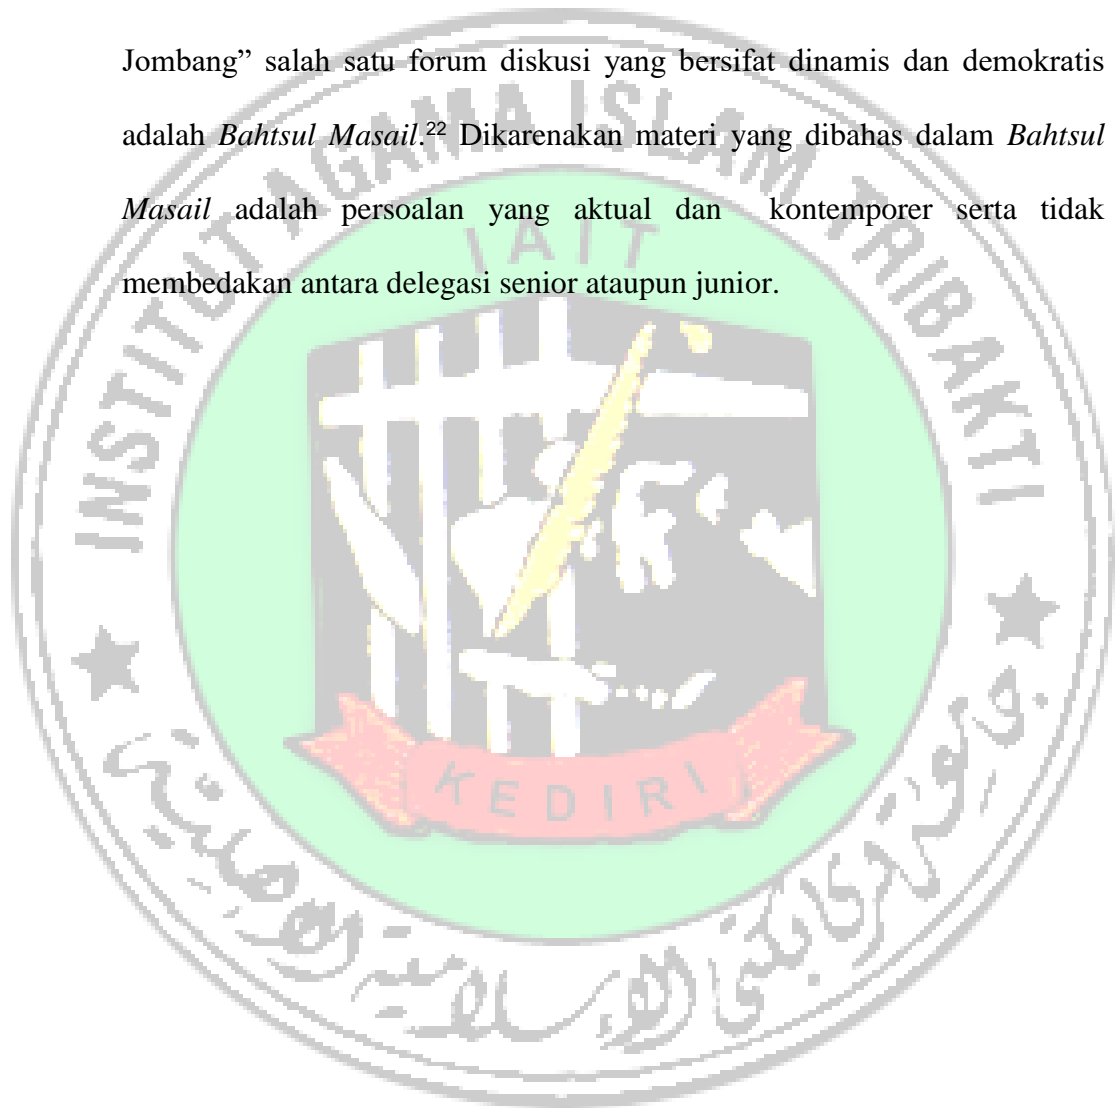 Jombang” salah satu forum diskusi yang bersifat dinamis dan demokratis
adalah Bahtsul Masail.²² Dikarenakan materi yang dibahas dalam Bahtsul
Masail adalah persoalan yang aktual dan kontemporer serta tidak
membedakan antara delegasi senior ataupun junior.
INSTITUT AGAMA ISLAM TRIBAKTI
IAIT
KEDIRI